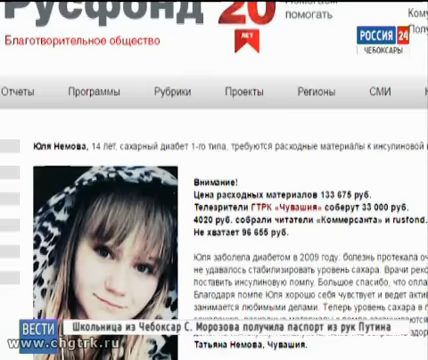 Русфонд 20
ЛЕТ
помогать
Благотворительное общество
РОССИЯ 24
ЧЕБОКСАРЫ
Отчеты Программы Рубрики Проекты Регионы СМИ
Юля Немова, 14 лет, сахарный диабет 1-го типа, требуются расходные материалы к инсулиновой
Внимание!
Цена расходных материалов 133 675 руб.
Телезрители ГТРК «Чувашия» соберут 33 000 руб.
4020 руб. собрали читатели «Коммерсанта» и rusfond.
Не хватает 96 655 руб.
Юля заболела диабетом в 2009 году: болезнь протекала
не удавалось стабилизировать уровень сахара. Врачи
поставить инсулиновую помпу. Большое спасибо, что
Благодаря помпе Юля хорошо себя чувствует и ведет
занимается любимыми делами. Теперь уровень сахара в
Татьяна Немова, Чувашия.
ВЕСТИ Школьница из Чебоксар С. Морозова получила паспорт из рук Путина
www.chgtrk.ru